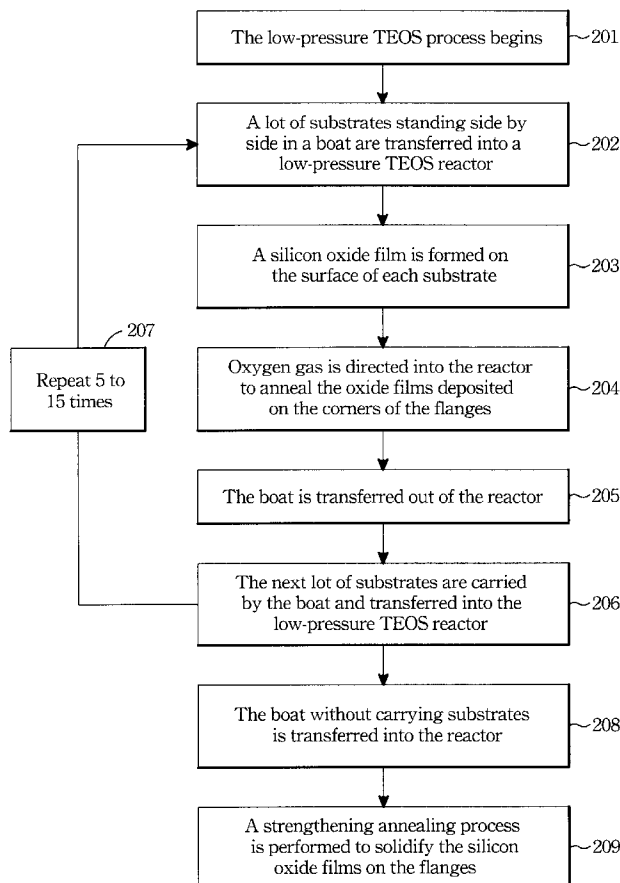 The low-pressure TEOS process begins
201
A lot of substrates standing side by
side in a boat are transferred into a
low-pressure TEOS reactor
202
A silicon oxide film is formed on
the surface of each substrate
203
207
Repeat 5 to
15 times
Oxygen gas is directed into the reactor
to anneal the oxide films deposited
on the corners of the flanges
204
The boat is transferred out of the reactor
205
The next lot of substrates are carried
by the boat and transferred into the
low-pressure TEOS reactor
206
The boat without carrying substrates
is transferred into the reactor
208
A strengthening annealing process
is performed to solidify the silicon
oxide films on the flanges
209